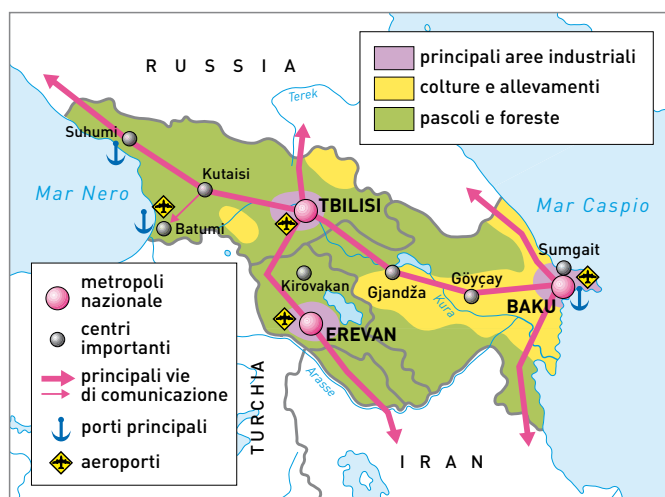 RUSSIA
principali aree industriali
colture e allevamenti
pascoli e foreste
Terek
Suhumi
Kutaisi
Mar Nero
TBILISI
Mar Caspio
Batumi
Sumgait
Kirovakan
Gjandža
Göyçay
BAKU
Kura
EREVAN
metropoli
nazionale
centri
importanti
principali vie
di comunicazione
porti principali
aeroporti
TURCHIA
Arasse
IRAN